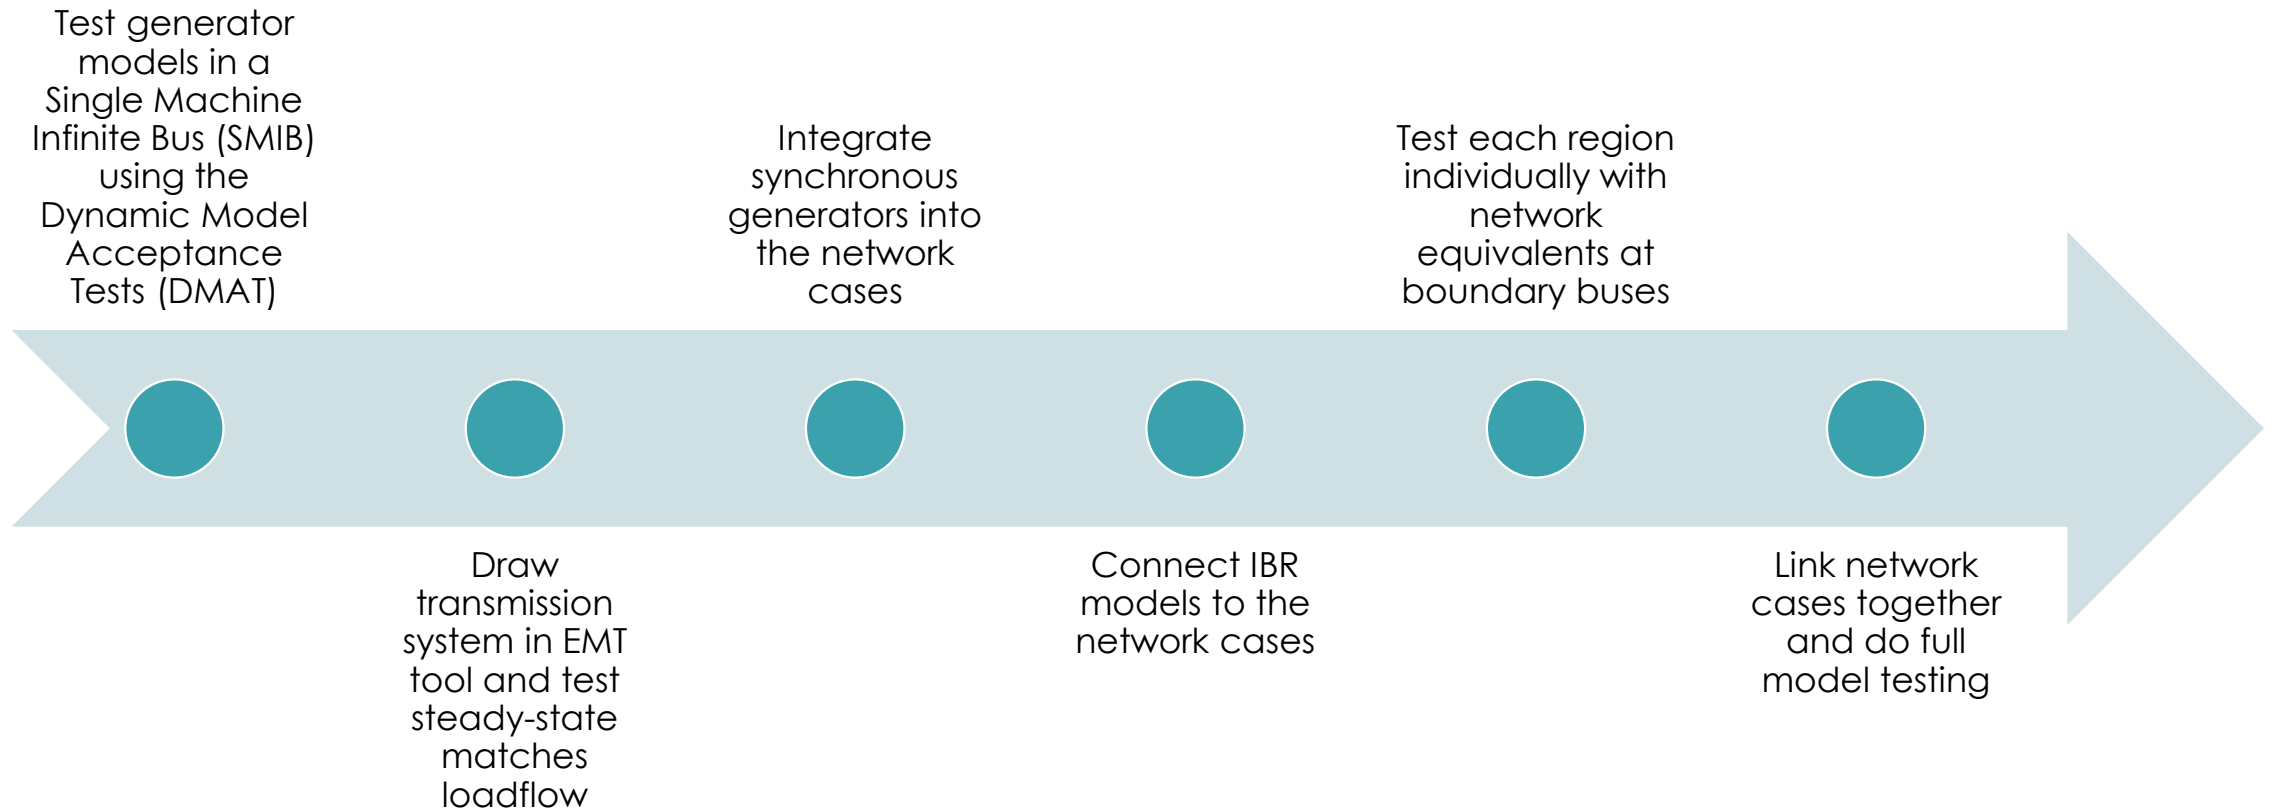 Test generator
models in a
Single Machine
Infinite Bus (SMIB)
using the
Dynamic Model
Acceptance
Tests (DMAT)
Draw
transmission
system in EMT
tool and test
steady-state
matches
loadflow
Integrate
synchronous
generators into
the network
cases
Connect IBR
models to the
network cases
Test each region
individually with
network
equivalents at
boundary buses
Link network
cases together
and do full
model testing